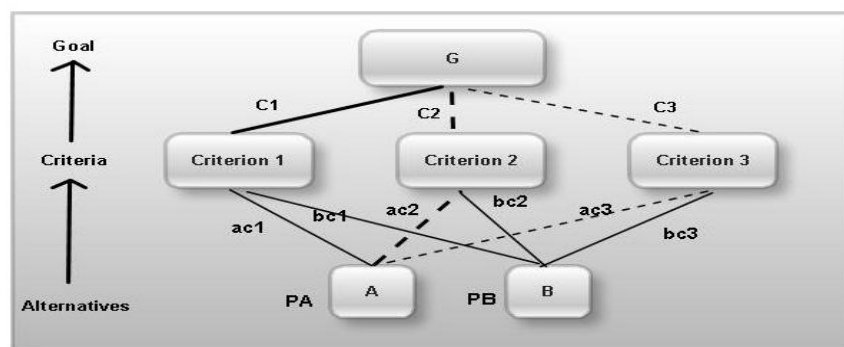 Goal
G
C1
C2
C3
Criteria
Criterion 1
Criterion 2
Criterion 3
ac1
bc1
ac2
bc2
ac3
bc3
Alternatives
PA
A
PB
B